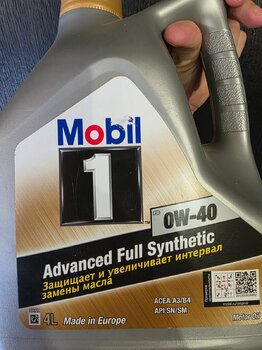 Mobil
1
™
0W-40
Advanced Full Synthetic
Защищает и увеличивает интервал
замены масла
ACEA A3/B4
API SN/SM
4L
Made in Europe
Motor Oil